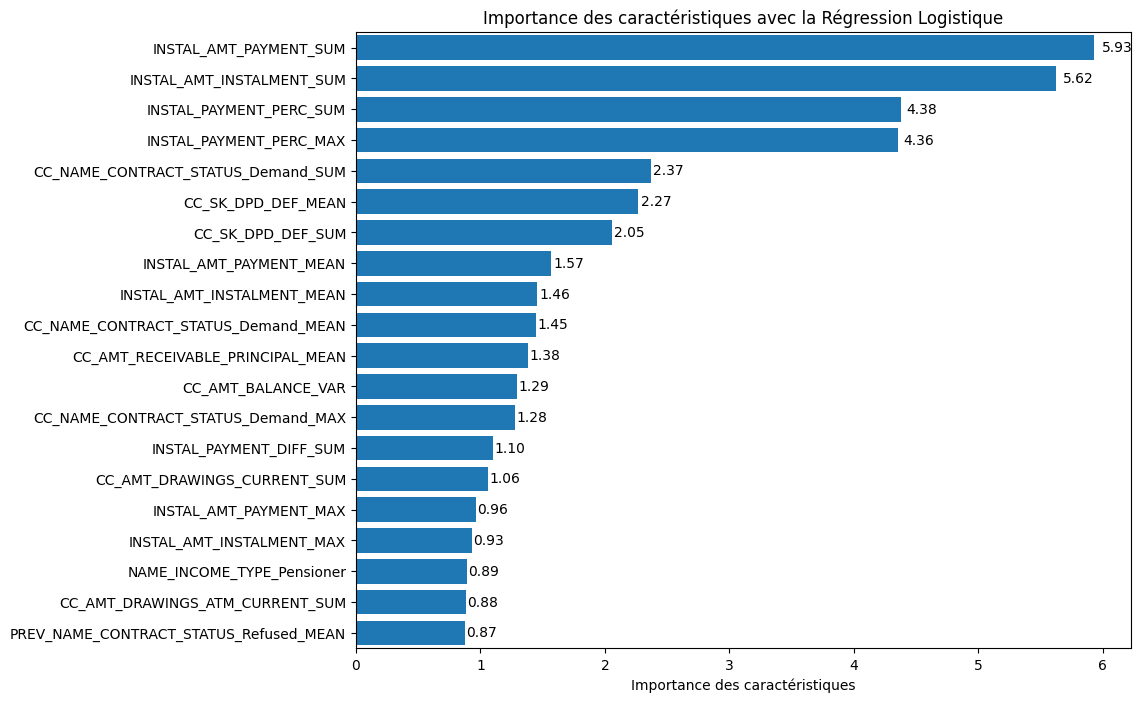 Importance des caractéristiques avec la Régression Logistique
INSTAL_AMT_PAYMENT_SUM 5.93
INSTAL_AMT_INSTALMENT_SUM 5.62
INSTAL_PAYMENT_PERC_SUM 4.38
INSTAL_PAYMENT_PERC_MAX 4.36
CC_NAME_CONTRACT_STATUS_Demand_SUM 2.37
CC_SK_DPD_DEF_MEAN 2.27
CC_SK_DPD_DEF_SUM 2.05
INSTAL_AMT_PAYMENT_MEAN 1.57
INSTAL_AMT_INSTALMENT_MEAN 1.46
CC_NAME_CONTRACT_STATUS_Demand_MEAN 1.45
CC_AMT_RECEIVABLE_PRINCIPAL_MEAN 1.38
CC_AMT_BALANCE_VAR 1.29
CC_NAME_CONTRACT_STATUS_Demand_MAX 1.28
INSTAL_PAYMENT_DIFF_SUM 1.10
CC_AMT_DRAWINGS_CURRENT_SUM 1.06
INSTAL_AMT_PAYMENT_MAX 0.96
INSTAL_AMT_INSTALMENT_MAX 0.93
NAME_INCOME_TYPE_Pensioner 0.89
CC_AMT_DRAWINGS_ATM_CURRENT_SUM 0.88
PREV_NAME_CONTRACT_STATUS_Refused_MEAN 0.87
0 1 2 3 4 5 6
Importance des caractéristiques